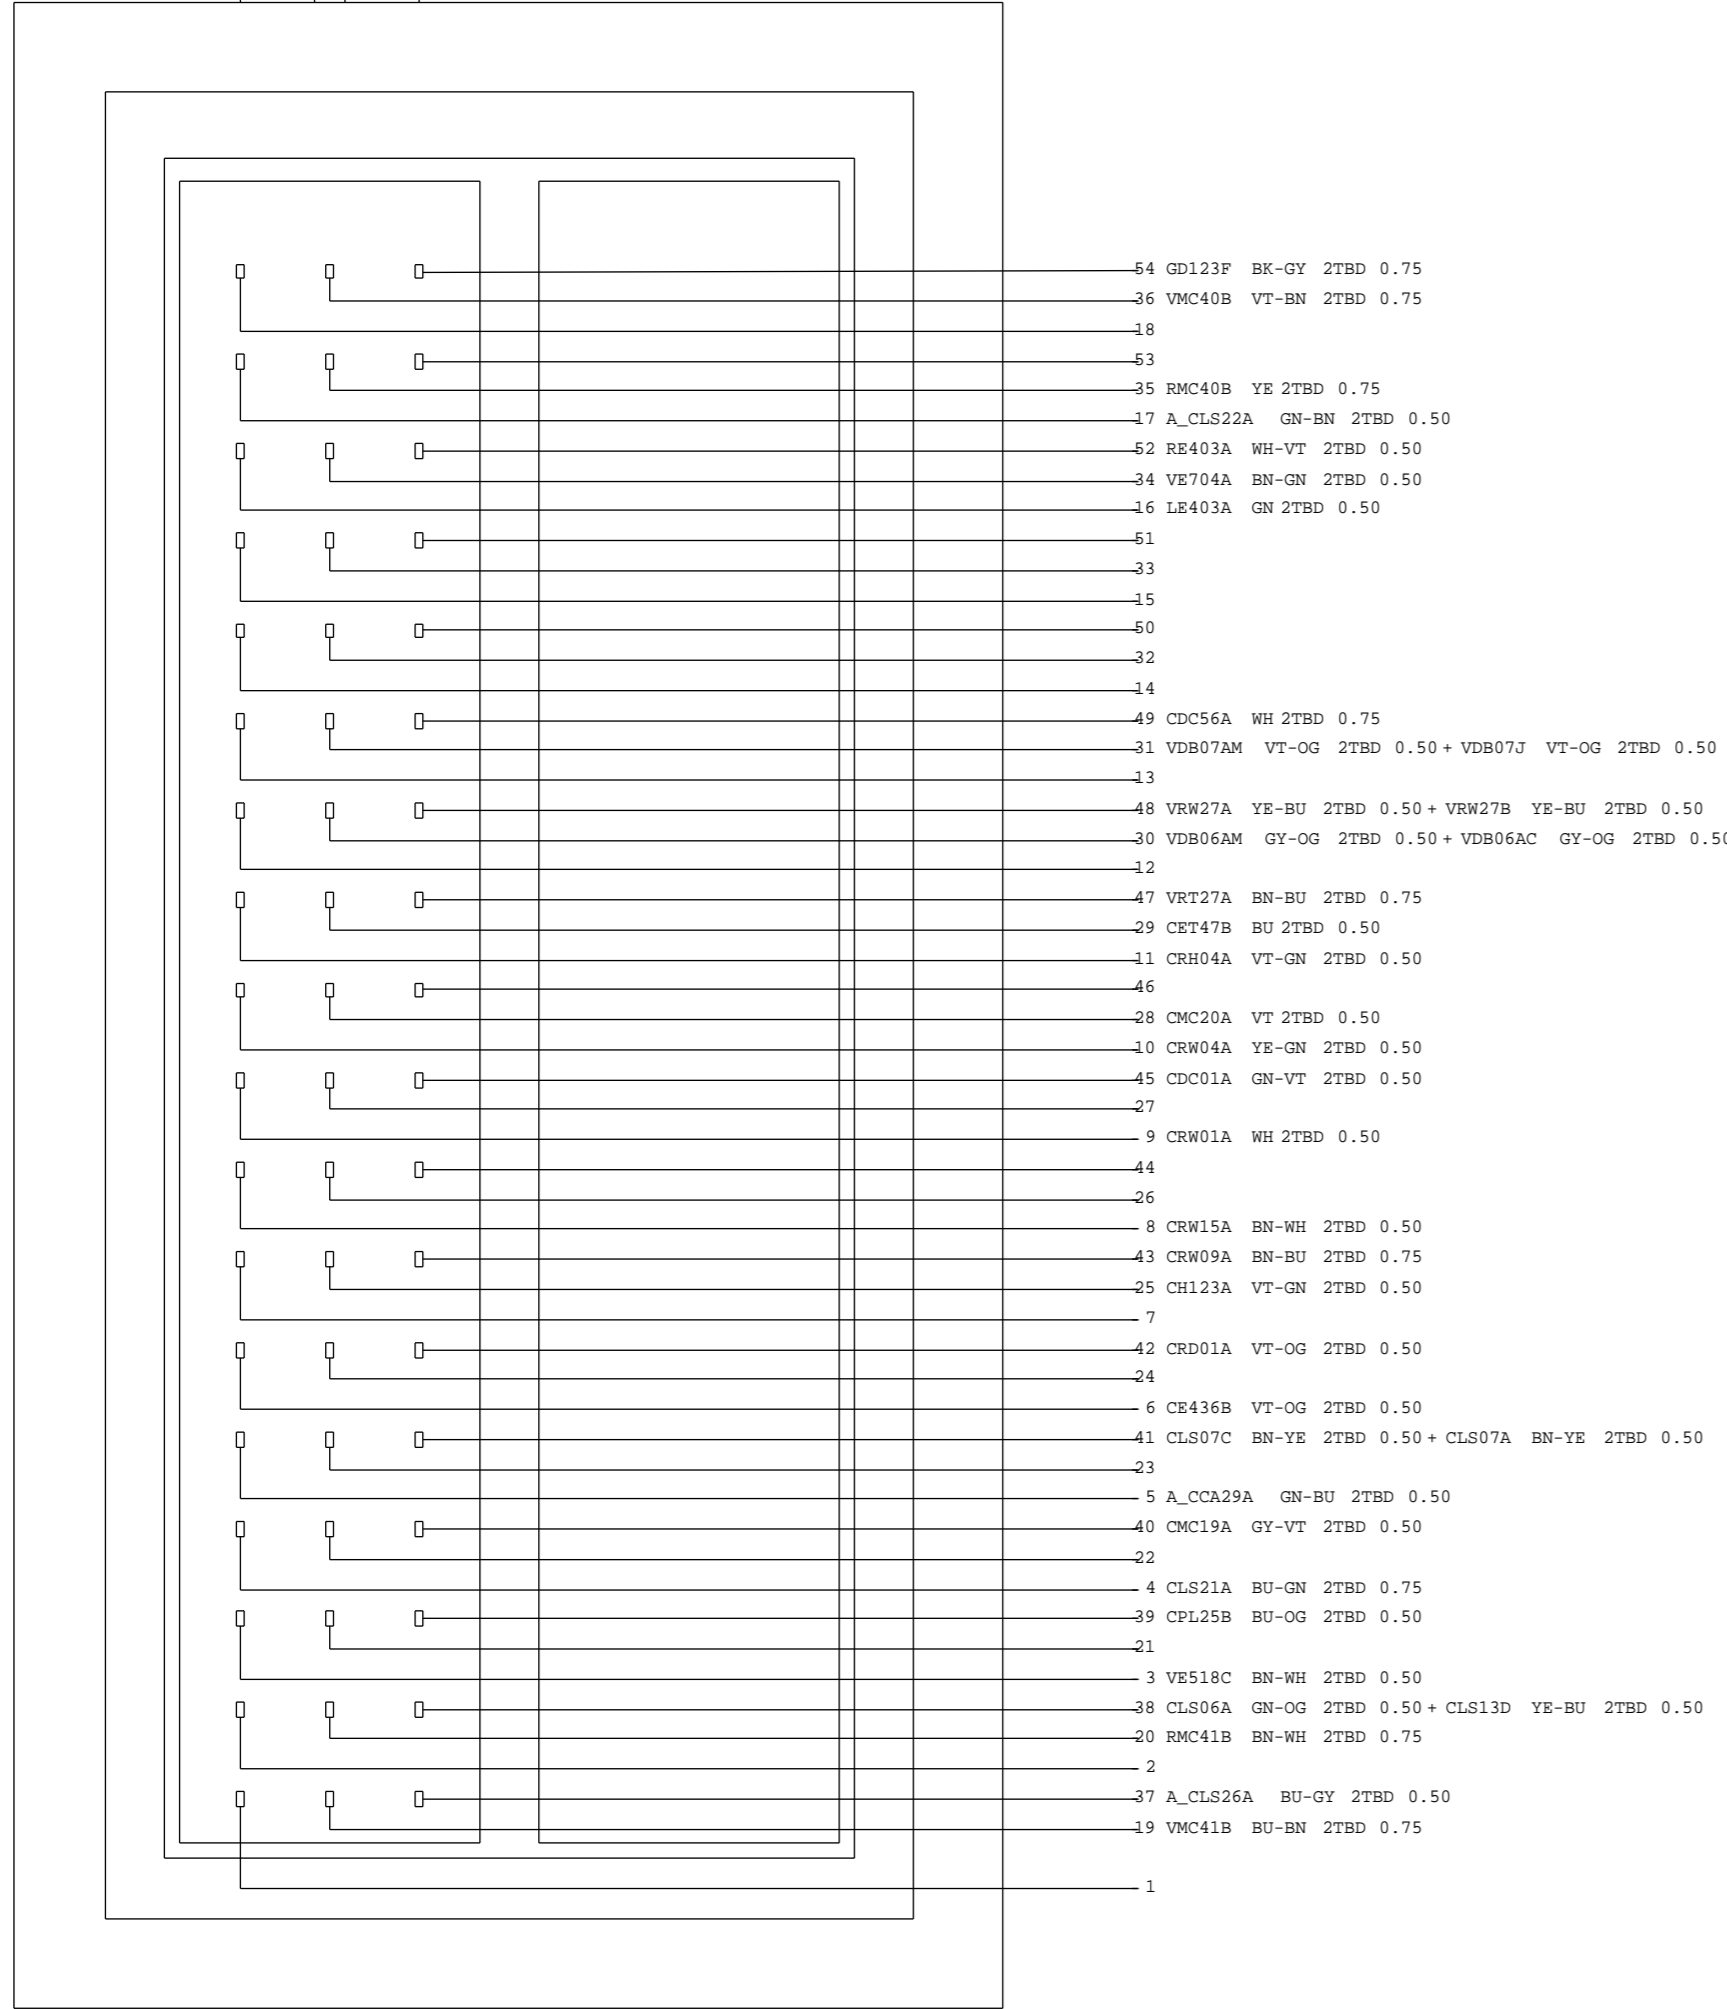 54 GD123F BK-GY 2TBD 0.75
36 VMC40B VT-BN 2TBD 0.75
18
53
35 RMC40B YE 2TBD 0.75
17 A_CLS22A GN-BN 2TBD 0.50
52 RE403A WH-VT 2TBD 0.50
34 VE704A BN-GN 2TBD 0.50
16 LE403A GN 2TBD 0.50
51
33
15
50
32
14
49 CDC56A WH 2TBD 0.75
31 VDB07AM VT-OG 2TBD 0.50 + VDB07J VT-OG 2TBD 0.50
13
48 VRW27A YE-BU 2TBD 0.50 + VRW27B YE-BU 2TBD 0.50
30 VDB06AM GY-OG 2TBD 0.50 + VDB06AC GY-OG 2TBD 0.50
12
47 VRT27A BN-BU 2TBD 0.75
29 CET47B BU 2TBD 0.50
11 CRH04A VT-GN 2TBD 0.50
46
28 CMC20A VT 2TBD 0.50
10 CRW04A YE-GN 2TBD 0.50
45 CDC01A GN-VT 2TBD 0.50
27
9 CRW01A WH 2TBD 0.50
44
26
8 CRW15A BN-WH 2TBD 0.50
43 CRW09A BN-BU 2TBD 0.75
25 CH123A VT-GN 2TBD 0.50
7
42 CRD01A VT-OG 2TBD 0.50
24
6 CE436B VT-OG 2TBD 0.50
41 CLS07C BN-YE 2TBD 0.50 + CLS07A BN-YE 2TBD 0.50
23
5 A_CCA29A GN-BU 2TBD 0.50
40 CMC19A GY-VT 2TBD 0.50
22
4 CLS21A BU-GN 2TBD 0.75
39 CPL25B BU-OG 2TBD 0.50
21
3 VE518C BN-WH 2TBD 0.50
38 CLS06A GN-OG 2TBD 0.50 + CLS13D YE-BU 2TBD 0.50
20 RMC41B BN-WH 2TBD 0.75
2
37 A_CLS26A BU-GY 2TBD 0.50
19 VMC41B BU-BN 2TBD 0.75
1